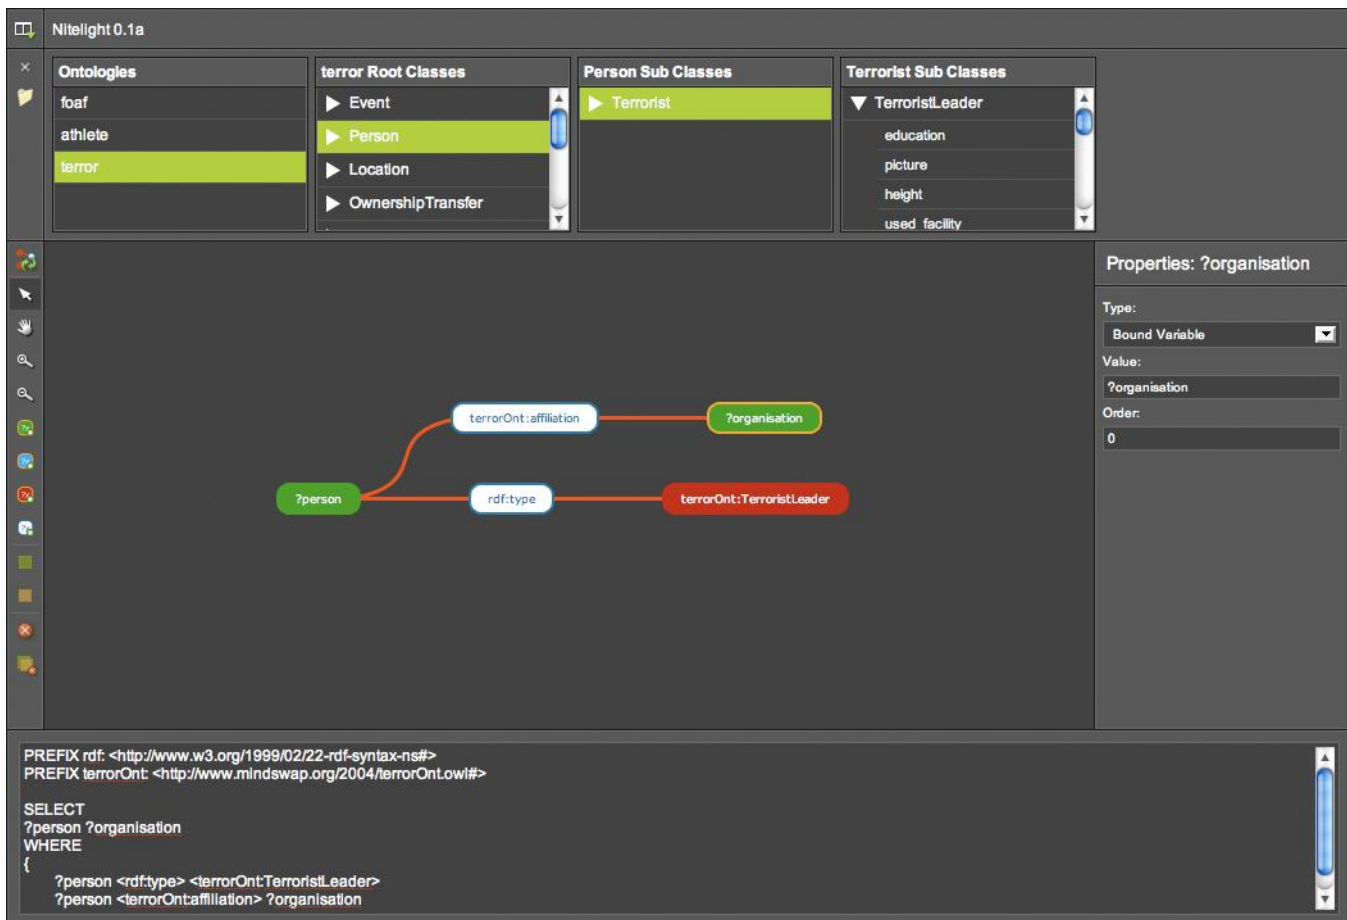 Nitelight 0.1a
Ontologies
foaf
athlete
terror
terror Root Classes
Event
Person
Location
OwnershipTransfer
Person Sub Classes
Terrorist
Terrorist Sub Classes
TerroristLeader
education
picture
height
used_facility
terrorOnt:affiliation
?organisation
?person
rdf:type
terrorOnt:TerroristLeader
Properties: ?organisation
Type:
Bound Variable
Value:
?organisation
Order:
0
PREFIX rdf: <http://www.w3.org/1999/02/22-rdf-syntax-ns#>
PREFIX terrorOnt: <http://www.mindswap.org/2004/terrorOnt.owl#>
SELECT
?person ?organisation
WHERE
{
?person <rdf:type> <terrorOnt:TerroristLeader>
?person <terrorOnt:affiliation> ?organisation